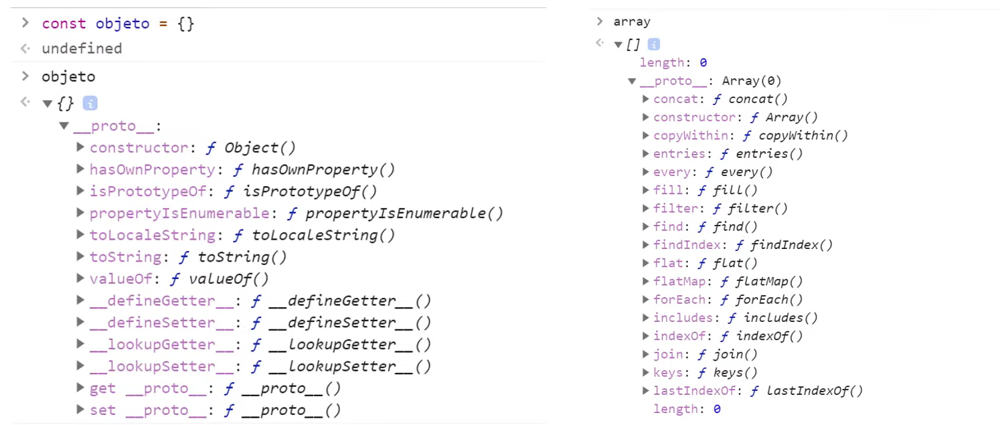 > const objeto = {}
<· undefined
> objeto
<· ▼{} i
▼__proto__:
▶constructor: ƒ Object()
▶hasOwnProperty: ƒ hasOwnProperty()
▶isPrototypeOf: ƒ isPrototypeOf()
▶propertyIsEnumerable: ƒ propertyIsEnumerable()
▶toLocaleString: ƒ toLocaleString()
▶toString: ƒ toString()
▶valueOf: ƒ valueOf()
▶__defineGetter__: ƒ __defineGetter__()
▶__defineSetter__: ƒ __defineSetter__()
▶__lookupGetter__: ƒ __lookupGetter__()
▶__lookupSetter__: ƒ __lookupSetter__()
▶get __proto__: ƒ __proto__()
▶set __proto__: ƒ __proto__()
> array
<· ▼[] i
length: 0
▼__proto__: Array(0)
▶concat: ƒ concat()
▶constructor: ƒ Array()
▶copyWithin: ƒ copyWithin()
▶entries: ƒ entries()
▶every: ƒ every()
▶fill: ƒ fill()
▶filter: ƒ filter()
▶find: ƒ find()
▶findIndex: ƒ findIndex()
▶flat: ƒ flat()
▶flatMap: ƒ flatMap()
▶forEach: ƒ forEach()
▶includes: ƒ includes()
▶indexOf: ƒ indexOf()
▶join: ƒ join()
▶keys: ƒ keys()
▶lastIndexOf: ƒ lastIndexOf()
length: 0